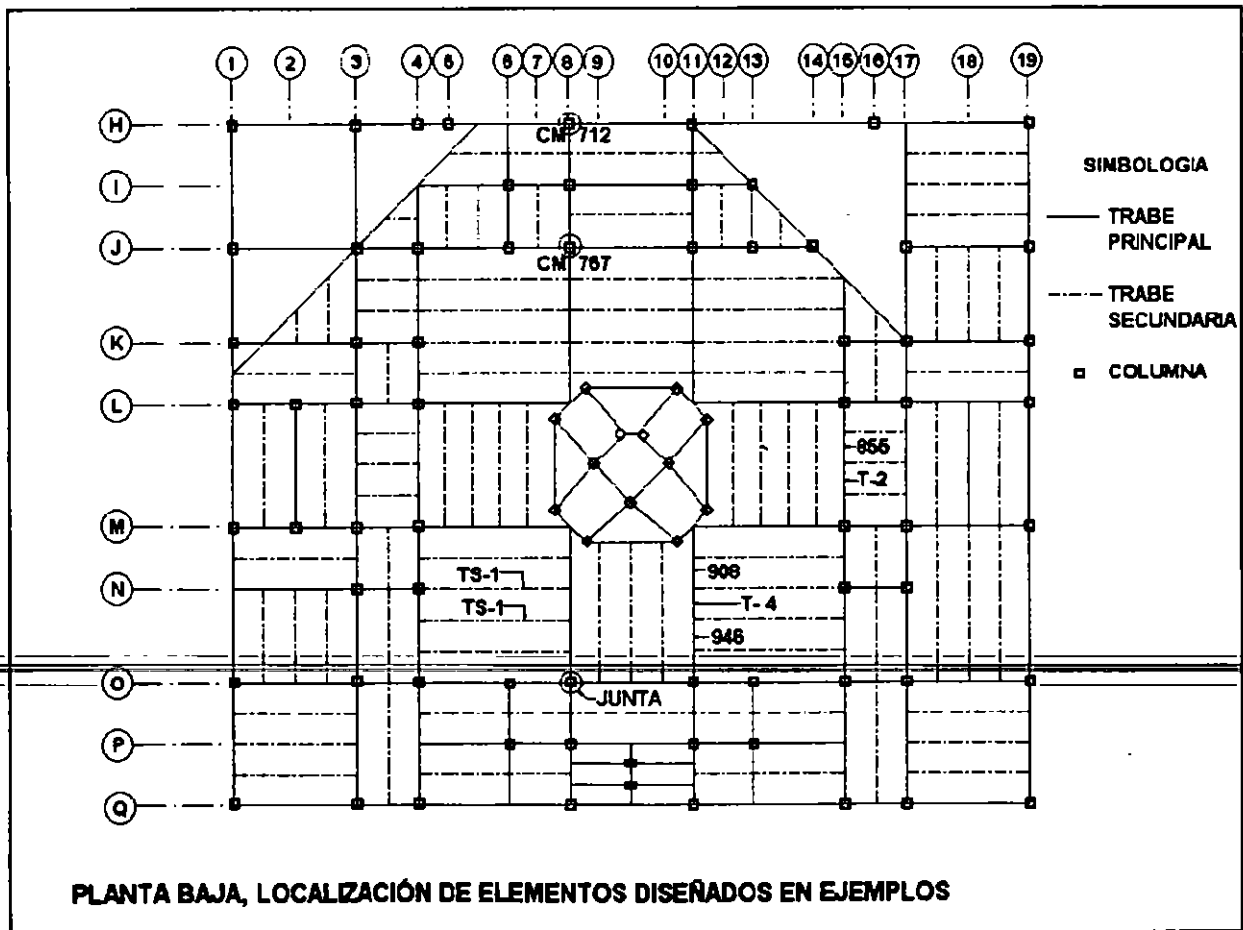 1 2 3 4 5 6 7 8 9 10 11 12 13 14 15 16 17 18 19
H
CM 712
I
SIMBOLOGIA
TRABE
PRINCIPAL
J
CM 767
TRABE
SECUNDARIA
K
COLUMNA
L
855
T-2
M
TS-1
908
N
TS-1
T-4
946
O
JUNTA
P
Q
PLANTA BAJA, LOCALIZACIÓN DE ELEMENTOS DISEÑADOS EN EJEMPLOS